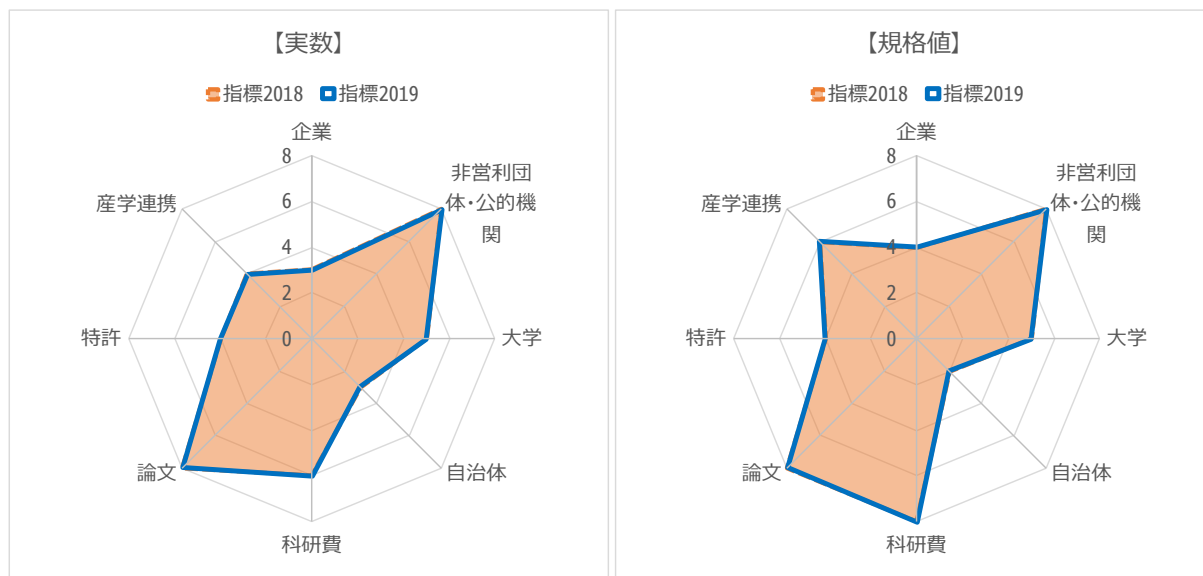 【実数】
指標2018 指標2019
企業
非営利団
体・公的機
関
大学
自治体
科研費
論文
特許
産学連携
8
6
4
2
0
【規格値】
指標2018 指標2019
企業
非営利団
体・公的機
関
大学
自治体
科研費
論文
特許
産学連携
8
6
4
2
0